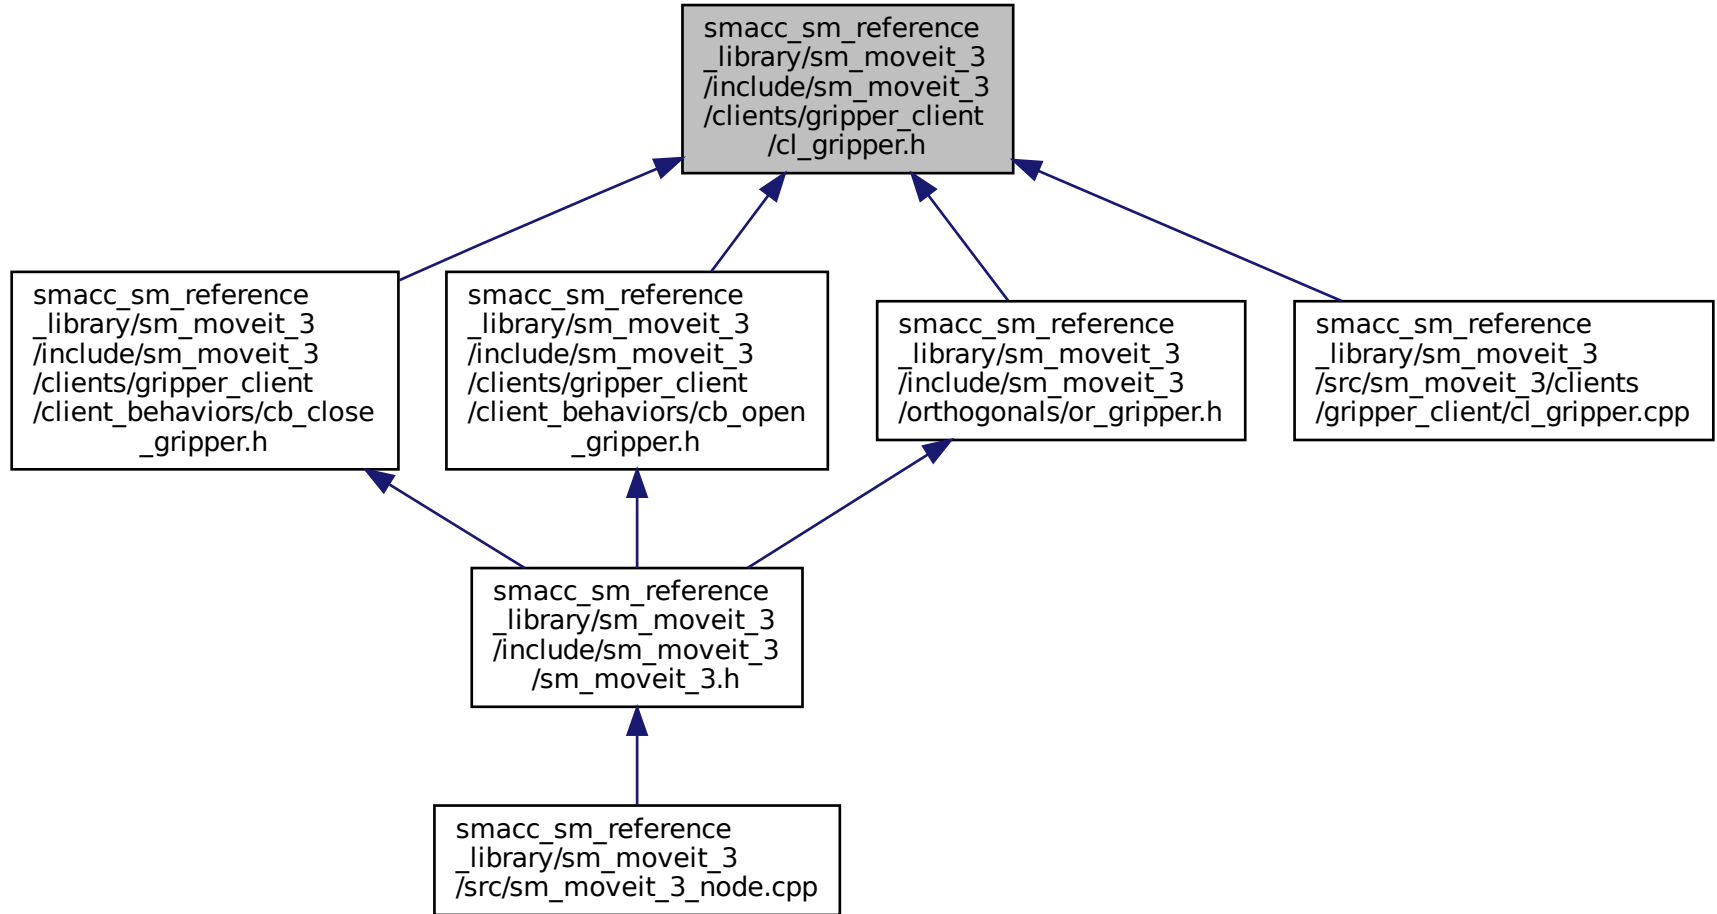 smacc_sm_reference
_library/sm_moveit_3
/include/sm_moveit_3
/clients/gripper_client
/cl_gripper.h
smacc_sm_reference
_library/sm_moveit_3
/include/sm_moveit_3
/clients/gripper_client
/client_behaviors/cb_close
_gripper.h
smacc_sm_reference
_library/sm_moveit_3
/include/sm_moveit_3
/clients/gripper_client
/client_behaviors/cb_open
_gripper.h
smacc_sm_reference
_library/sm_moveit_3
/include/sm_moveit_3
/orthogonals/or_gripper.h
smacc_sm_reference
_library/sm_moveit_3
/src/sm_moveit_3/clients
/gripper_client/cl_gripper.cpp
smacc_sm_reference
_library/sm_moveit_3
/include/sm_moveit_3
/sm_moveit_3.h
smacc_sm_reference
_library/sm_moveit_3
/src/sm_moveit_3_node.cpp